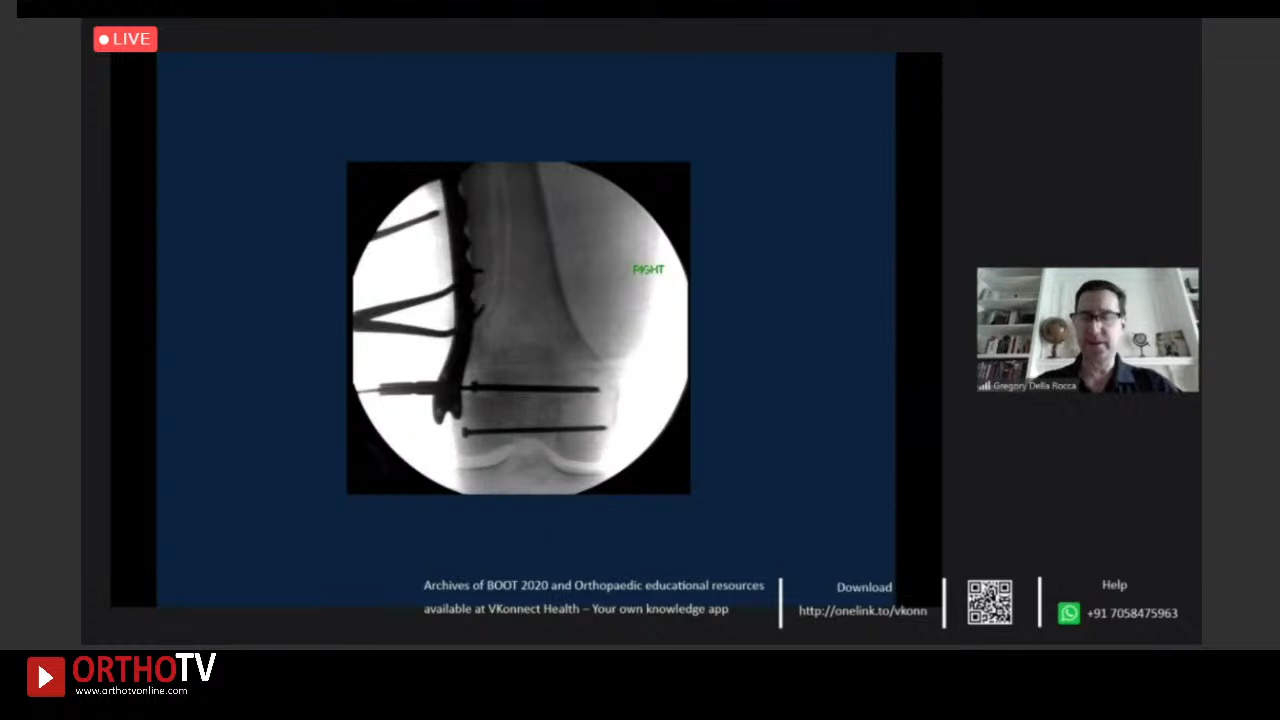 LIVE
RIGHT
Gregory Della Rocca
Archives of BOOT 2020 and Orthopaedic educational resources
available at VKonnect Health – Your own knowledge app
Download
http://onelink.to/vkonn
Help
+91 7058475963
ORTHOTV
www.orthotvonline.com